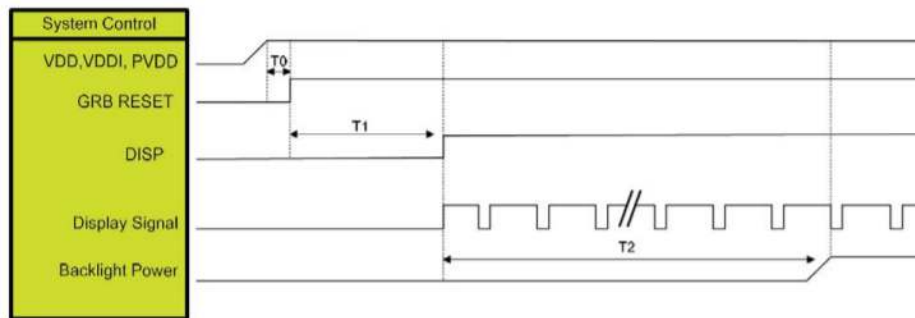 System Control
VDD,VDDI, PVDD
T0
GRB RESET
T1
DISP
Display Signal
T2
Backlight Power